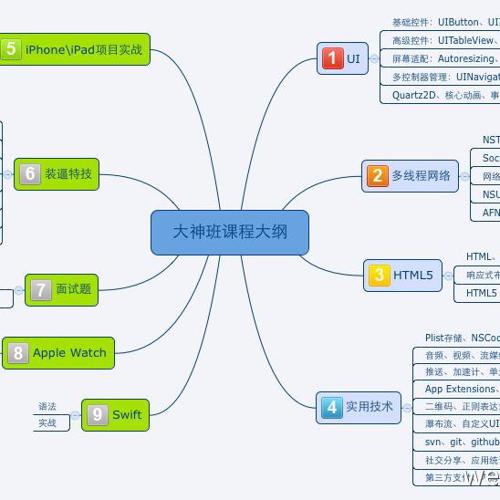 大神班课程大纲
1 UI
基础控件：UIButton、UI
高级控件：UITableView、
屏幕适配：Autoresizing、
多控制器管理：UINavigat
Quartz2D、核心动画、事
2 多线程网络
NST
Soc
网络
NSU
AFN
3 HTML5
HTML、
响应式布
HTML5
4 实用技术
Plist存储、NSCoc
音频、视频、流媒体
推送、加速计、单
App Extensions、
二维码、正则表达
瀑布流、自定义UI
svn、git、github
社交分享、应用统
第三方支付
5 iPhone\iPad项目实战
6 装逼特技
7 面试题
8 Apple Watch
9 Swift
语法
实战